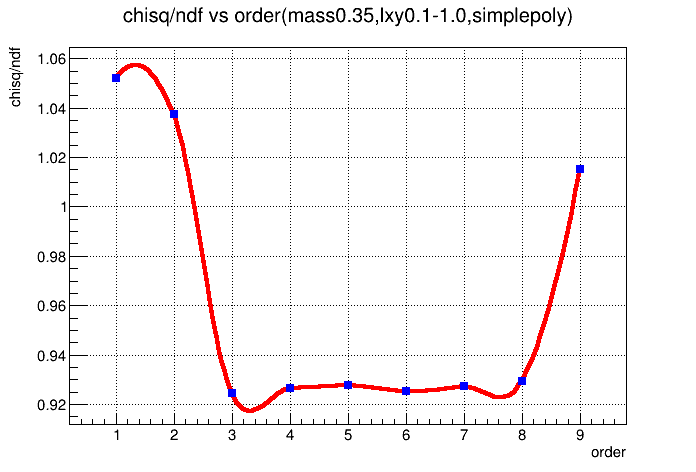 chisq/ndf vs order(mass0.35,lxy0.1-1.0,simplepoly)
chisq/ndf
1.06
1.04
1.02
1
0.98
0.96
0.94
0.92
1 2 3 4 5 6 7 8 9
order